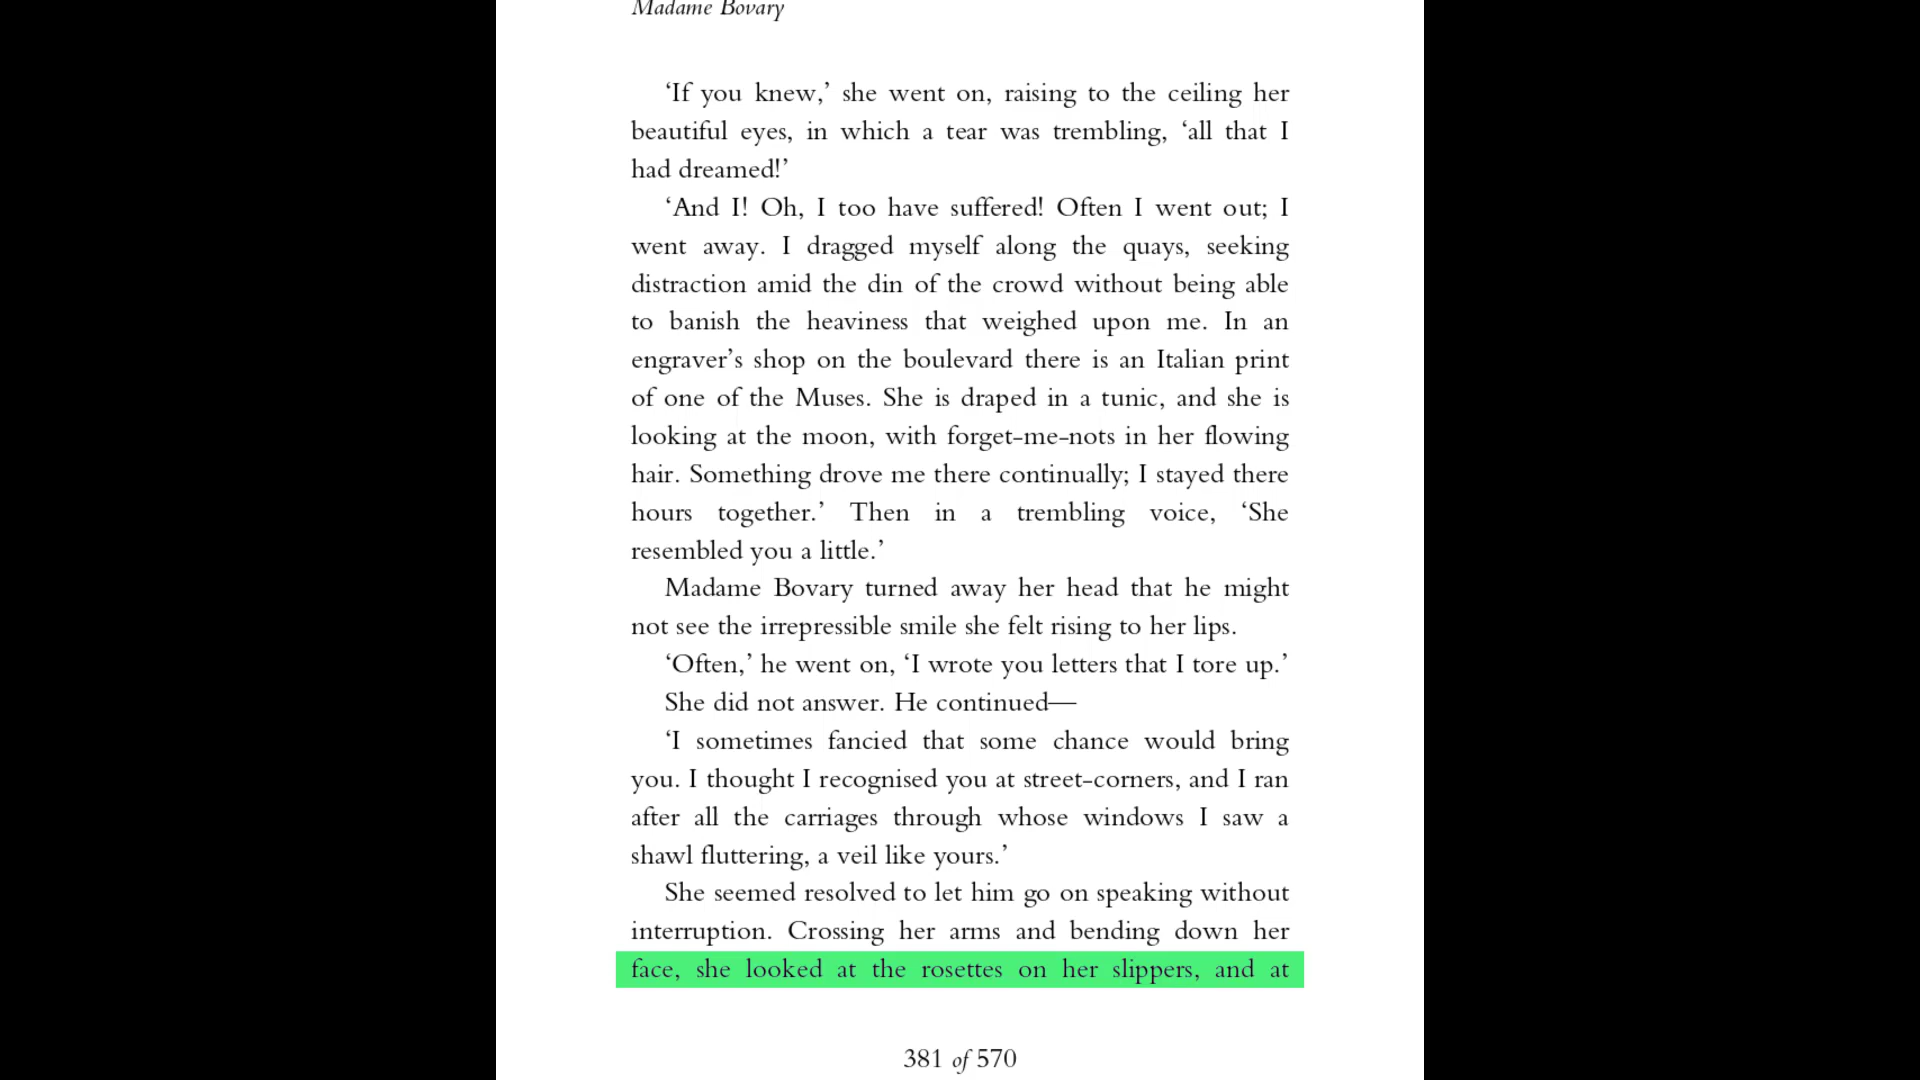 Madame Bovary
‘If you knew,’ she went on, raising to the ceiling her
beautiful eyes, in which a tear was trembling, ‘all that I
had dreamed!’
‘And I! Oh, I too have suffered! Often I went out; I
went away. I dragged myself along the quays, seeking
distraction amid the din of the crowd without being able
to banish the heaviness that weighed upon me. In an
engraver’s shop on the boulevard there is an Italian print
of one of the Muses. She is draped in a tunic, and she is
looking at the moon, with forget-me-nots in her flowing
hair. Something drove me there continually; I stayed there
hours together.’ Then in a trembling voice, ‘She
resembled you a little.’
Madame Bovary turned away her head that he might
not see the irrepressible smile she felt rising to her lips.
‘Often,’ he went on, ‘I wrote you letters that I tore up.’
She did not answer. He continued—
‘I sometimes fancied that some chance would bring
you. I thought I recognised you at street-corners, and I ran
after all the carriages through whose windows I saw a
shawl fluttering, a veil like yours.’
She seemed resolved to let him go on speaking without
interruption. Crossing her arms and bending down her
face, she looked at the rosettes on her slippers, and at
381 of 570